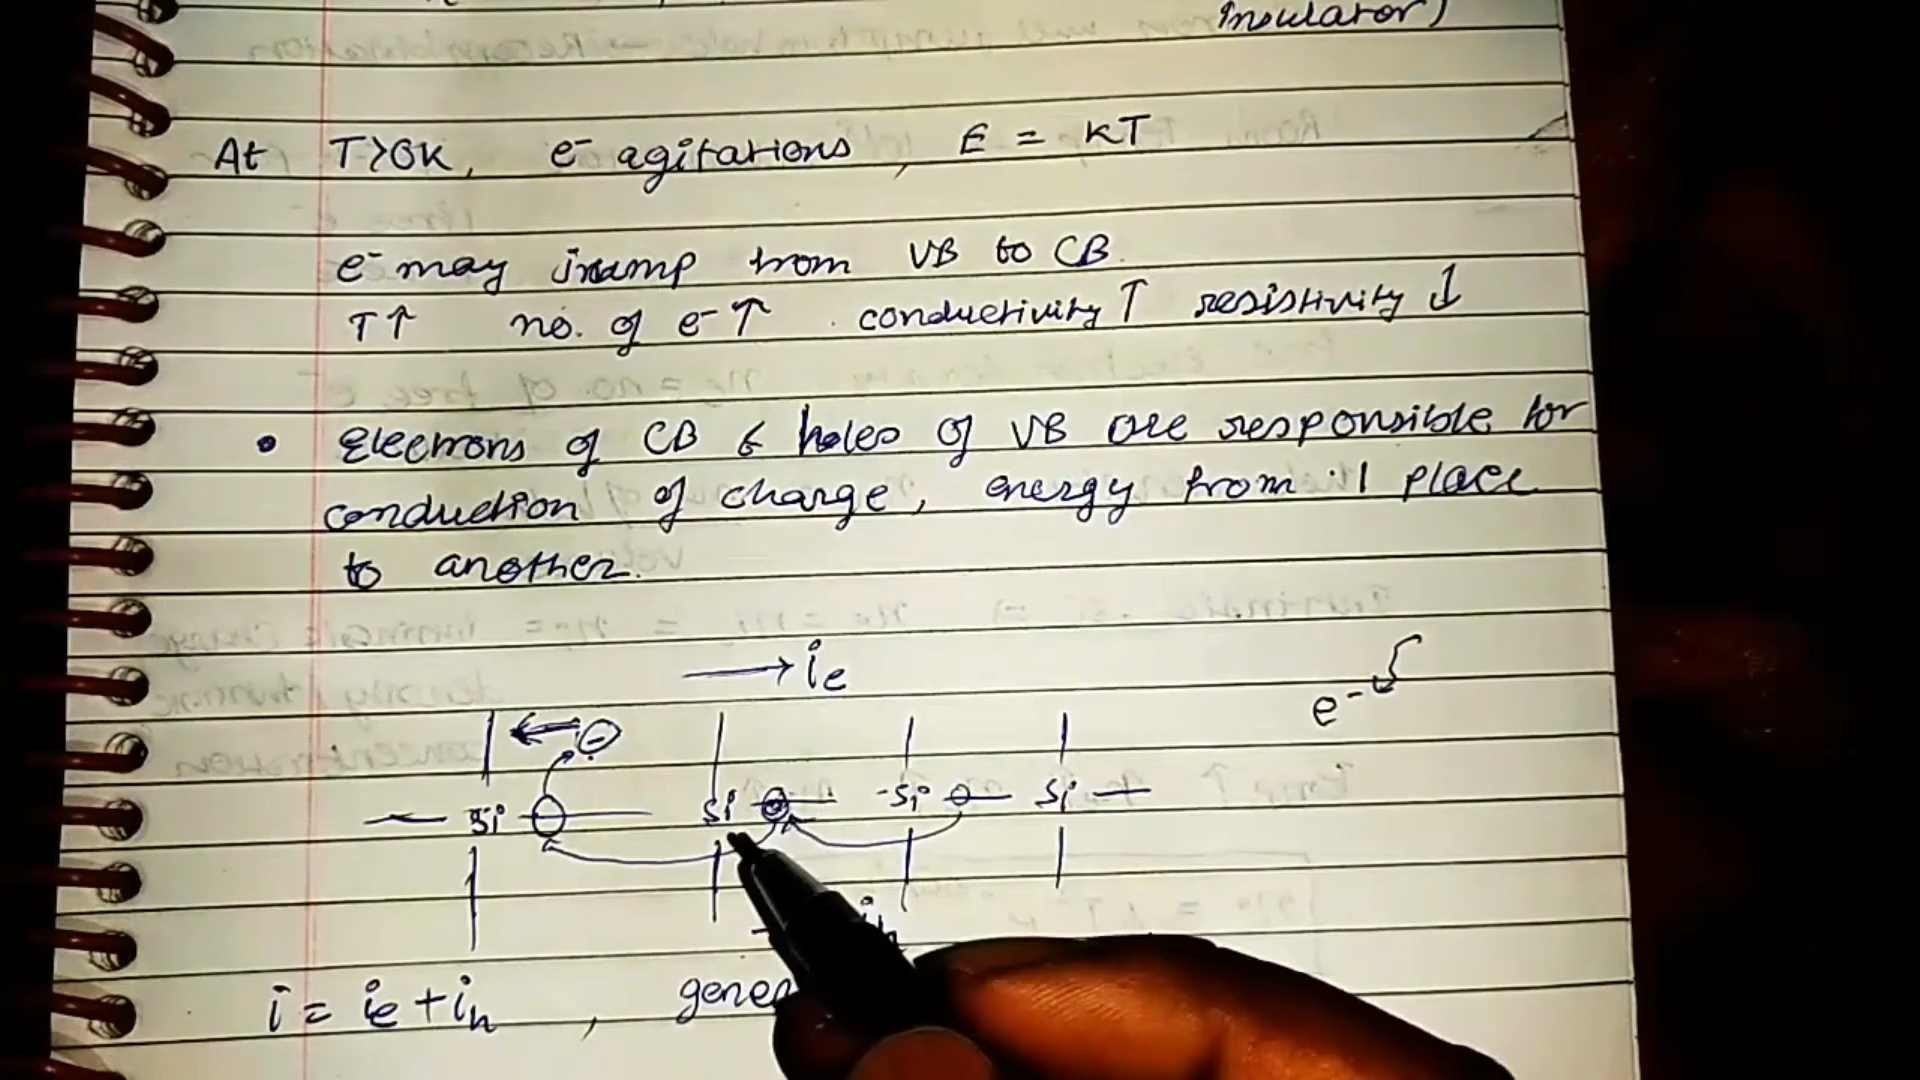 Insulator)
At T>0K, e⁻ agitations, E = KT
e⁻ may jump from VB to CB.
T↑ no. of e⁻ ↑ conductivity ↑ resistivity ↓
• Electrons of CB & holes of VB are responsible for
conduction of charge, energy from 1 place
to another.
→ ie
e⁻
Si Si Si Si
ih
i = ie + ih ,